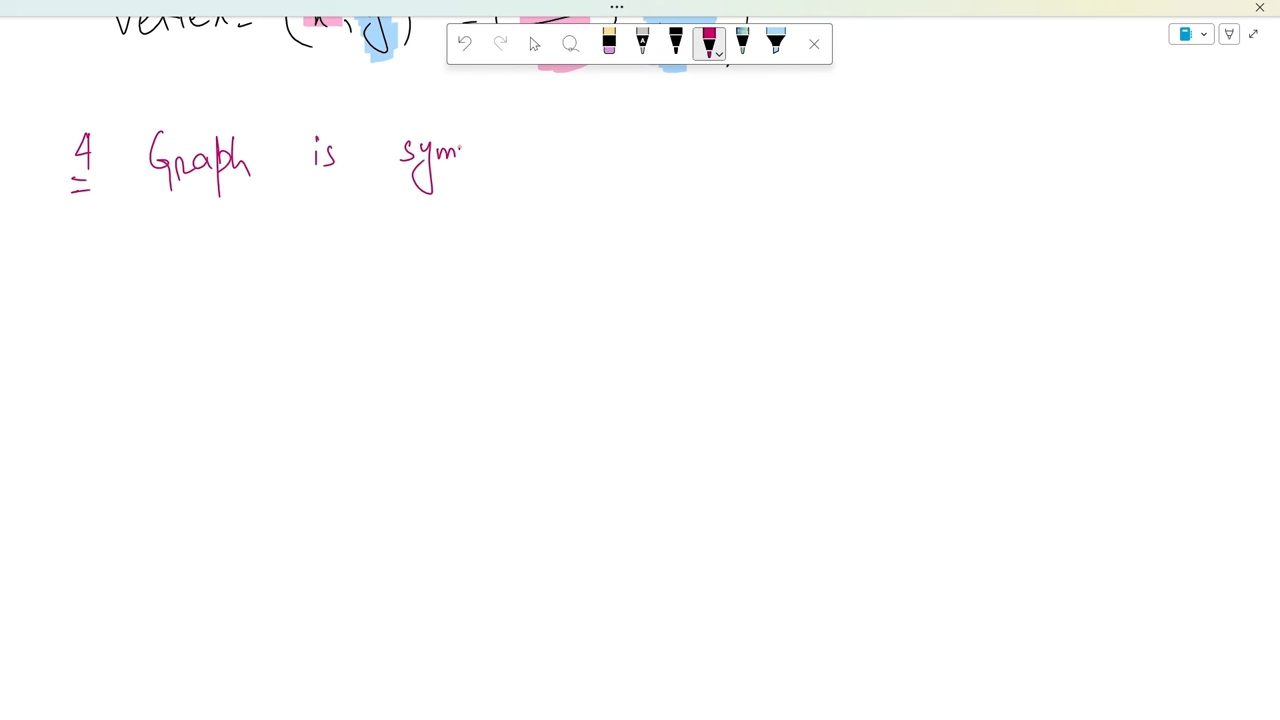 vertex = (x, y) =
4 Graph is sym